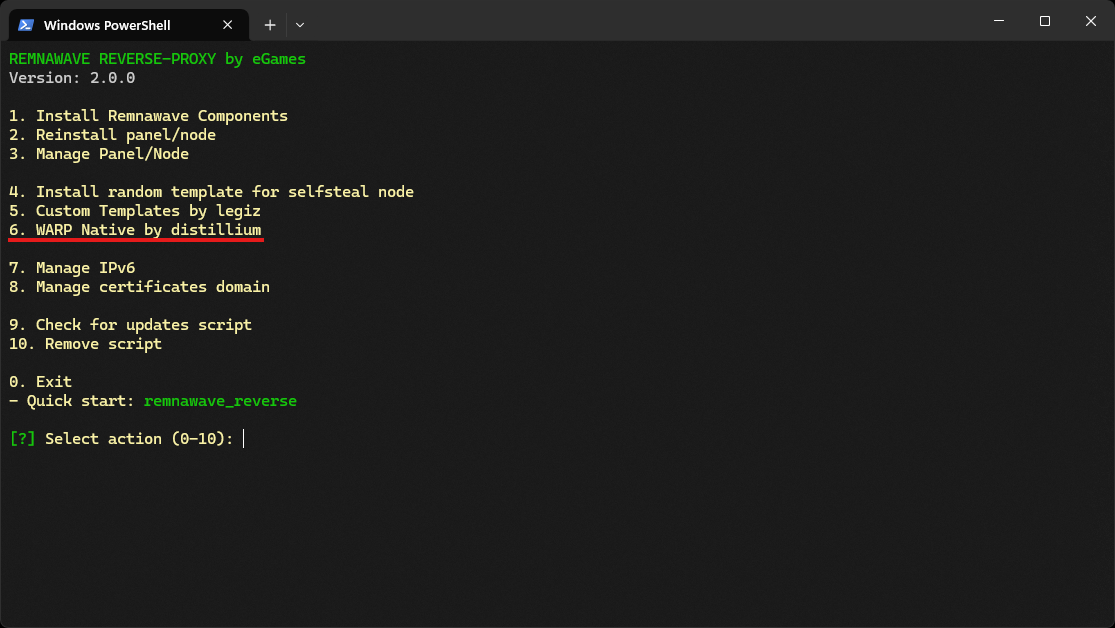 Windows PowerShell
REMNAWAVE REVERSE-PROXY by eGames
Version: 2.0.0
1. Install Remnawave Components
2. Reinstall panel/node
3. Manage Panel/Node
4. Install random template for selfsteal node
5. Custom Templates by legiz
6. WARP Native by distillium
7. Manage IPv6
8. Manage certificates domain
9. Check for updates script
10. Remove script
0. Exit
- Quick start: remnawave_reverse
[?] Select action (0-10):